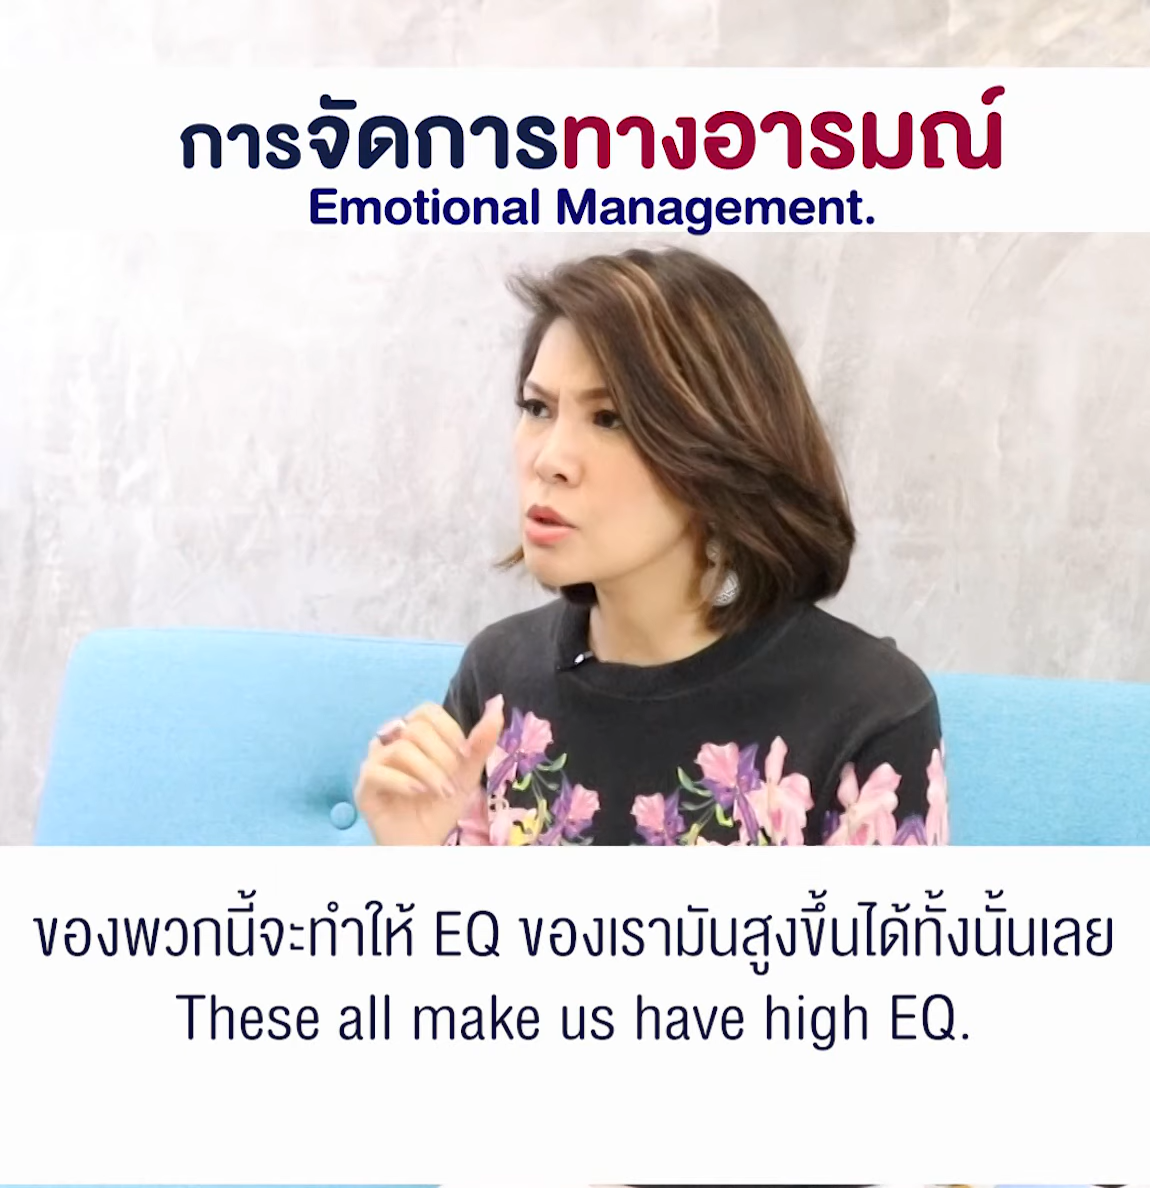 การจัดการทางอารมณ์
Emotional Management.
ของพวกนี้จะทำให้ EQ ของเรามันสูงขึ้นได้ทั้งนั้นเลย
These all make us have high EQ.